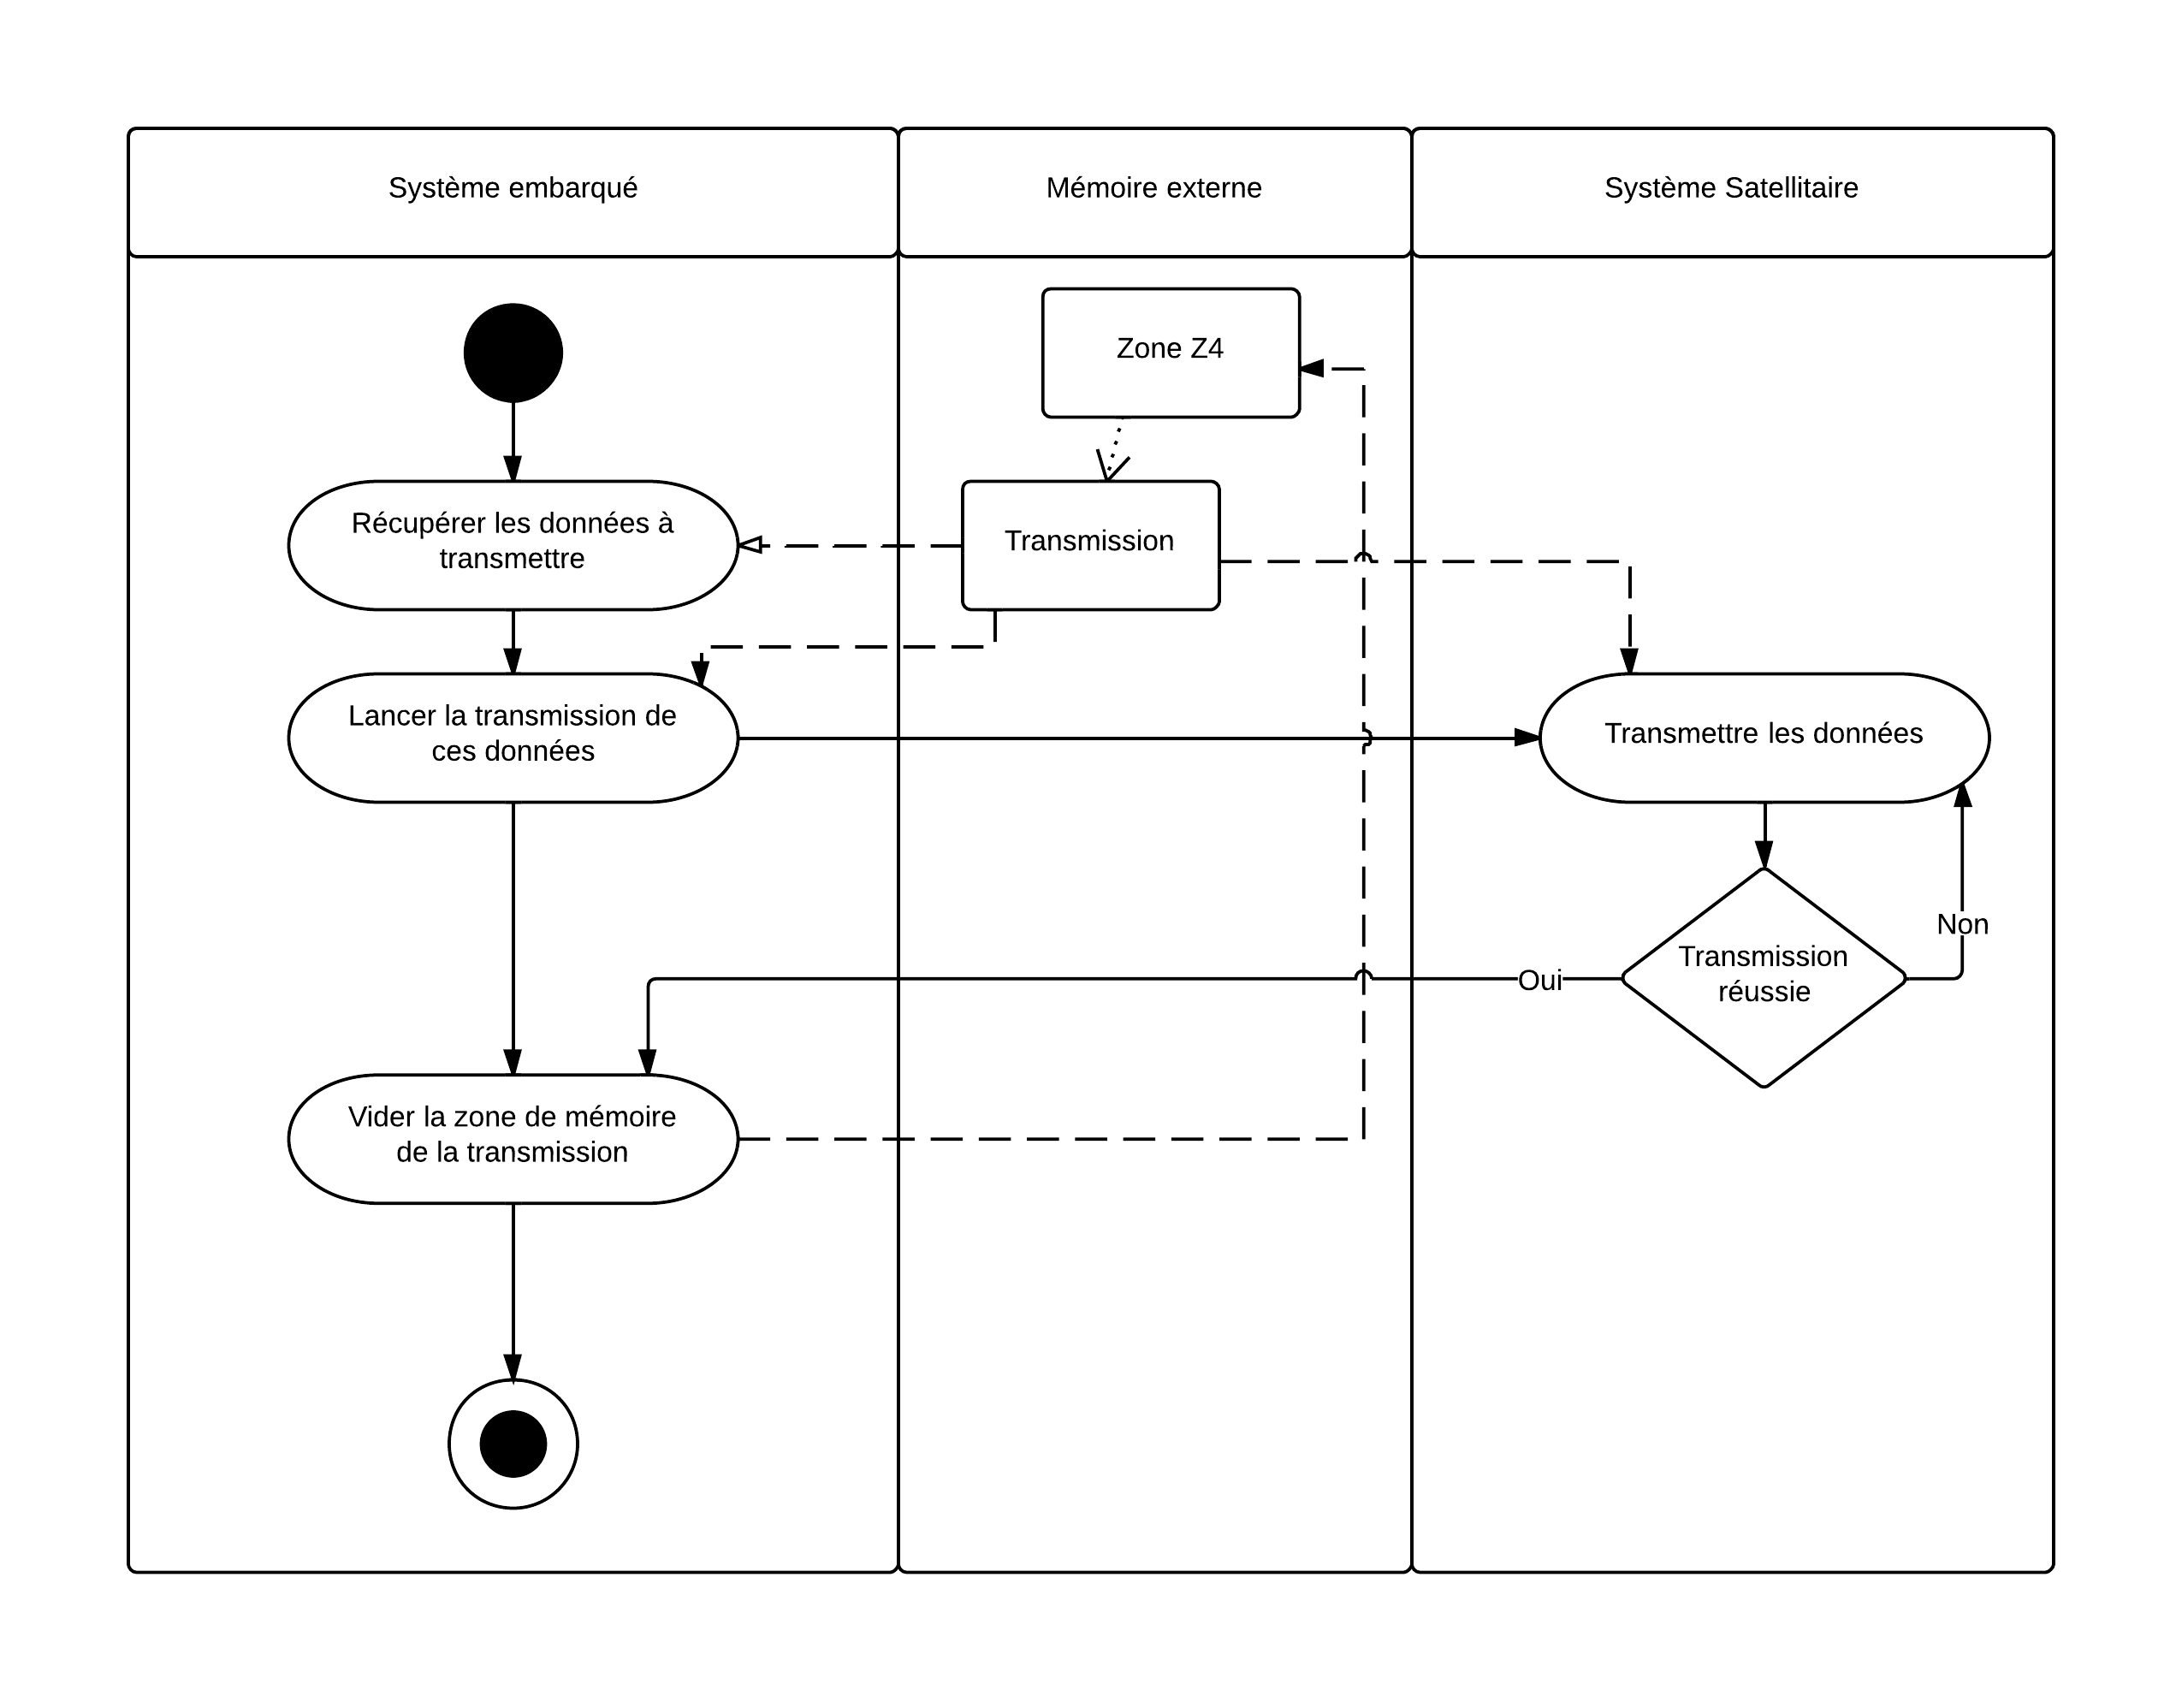 Système embarqué
Mémoire externe
Système Satellitaire
Zone Z4
Récupérer les données à
transmettre
Transmission
Lancer la transmission de
ces données
Transmettre les données
Non
Transmission
réussie
Oui
Vider la zone de mémoire
de la transmission